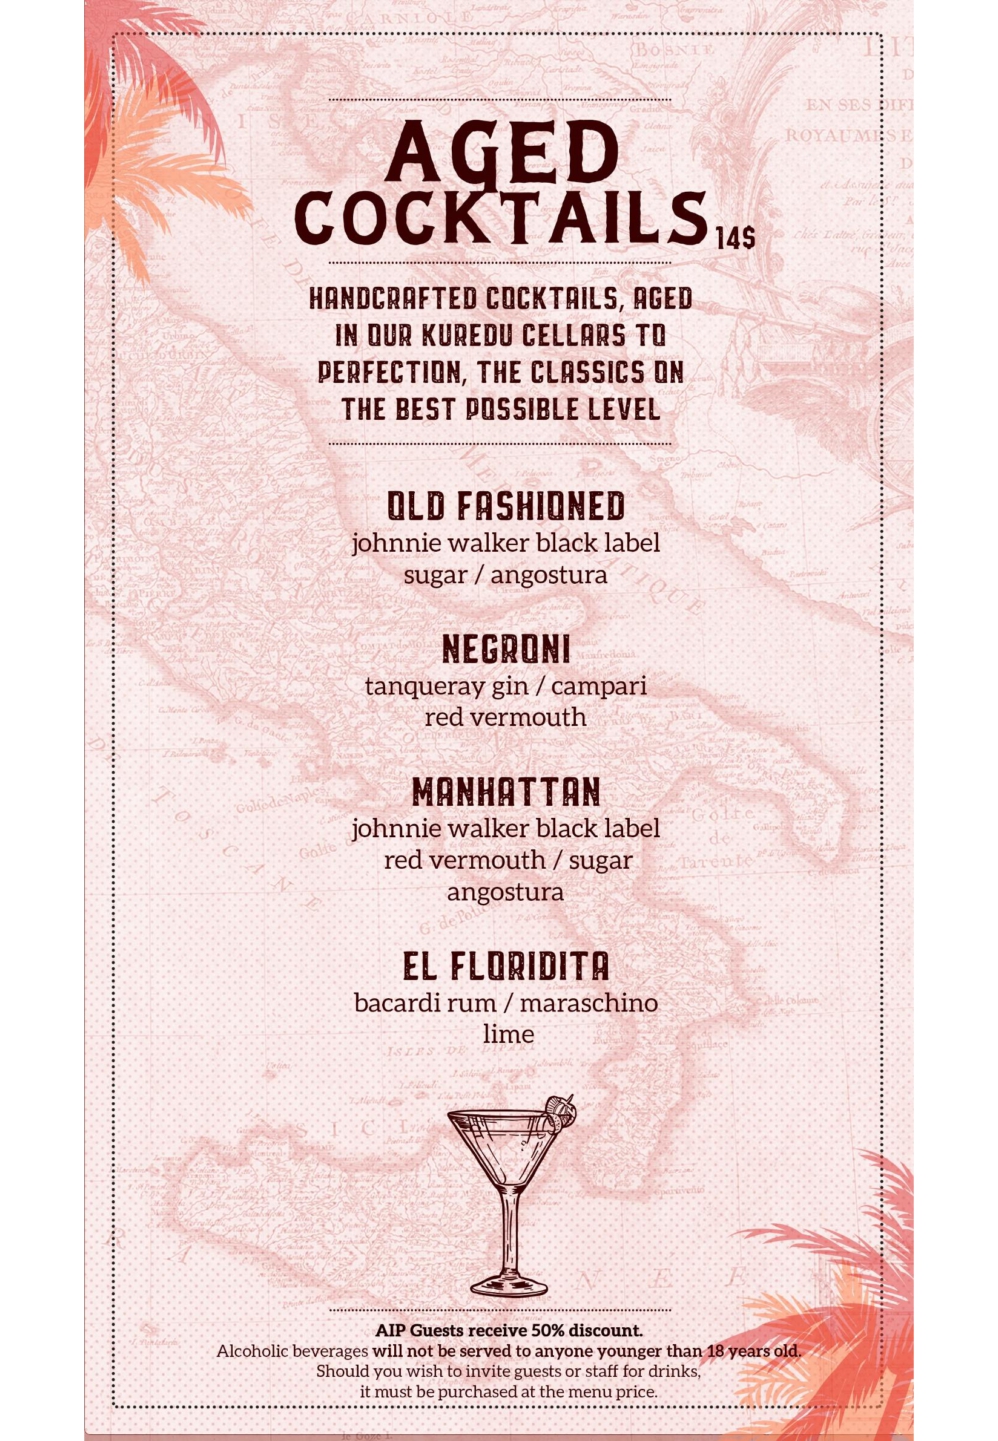 AGED
COCKTAILS 14$
HANDCRAFTED COCKTAILS, AGED
IN OUR KUREDU CELLARS TO
PERFECTION, THE CLASSICS ON
THE BEST POSSIBLE LEVEL
OLD FASHIONED
johnnie walker black label
sugar / angostura
NEGRONI
tanqueray gin / campari
red vermouth
MANHATTAN
johnnie walker black label
red vermouth / sugar
angostura
EL FLORIDITA
bacardi rum / maraschino
lime
AIP Guests receive 50% discount.
Alcoholic beverages will not be served to anyone younger than 18 years old.
Should you wish to invite guests or staff for drinks,
it must be purchased at the menu price.